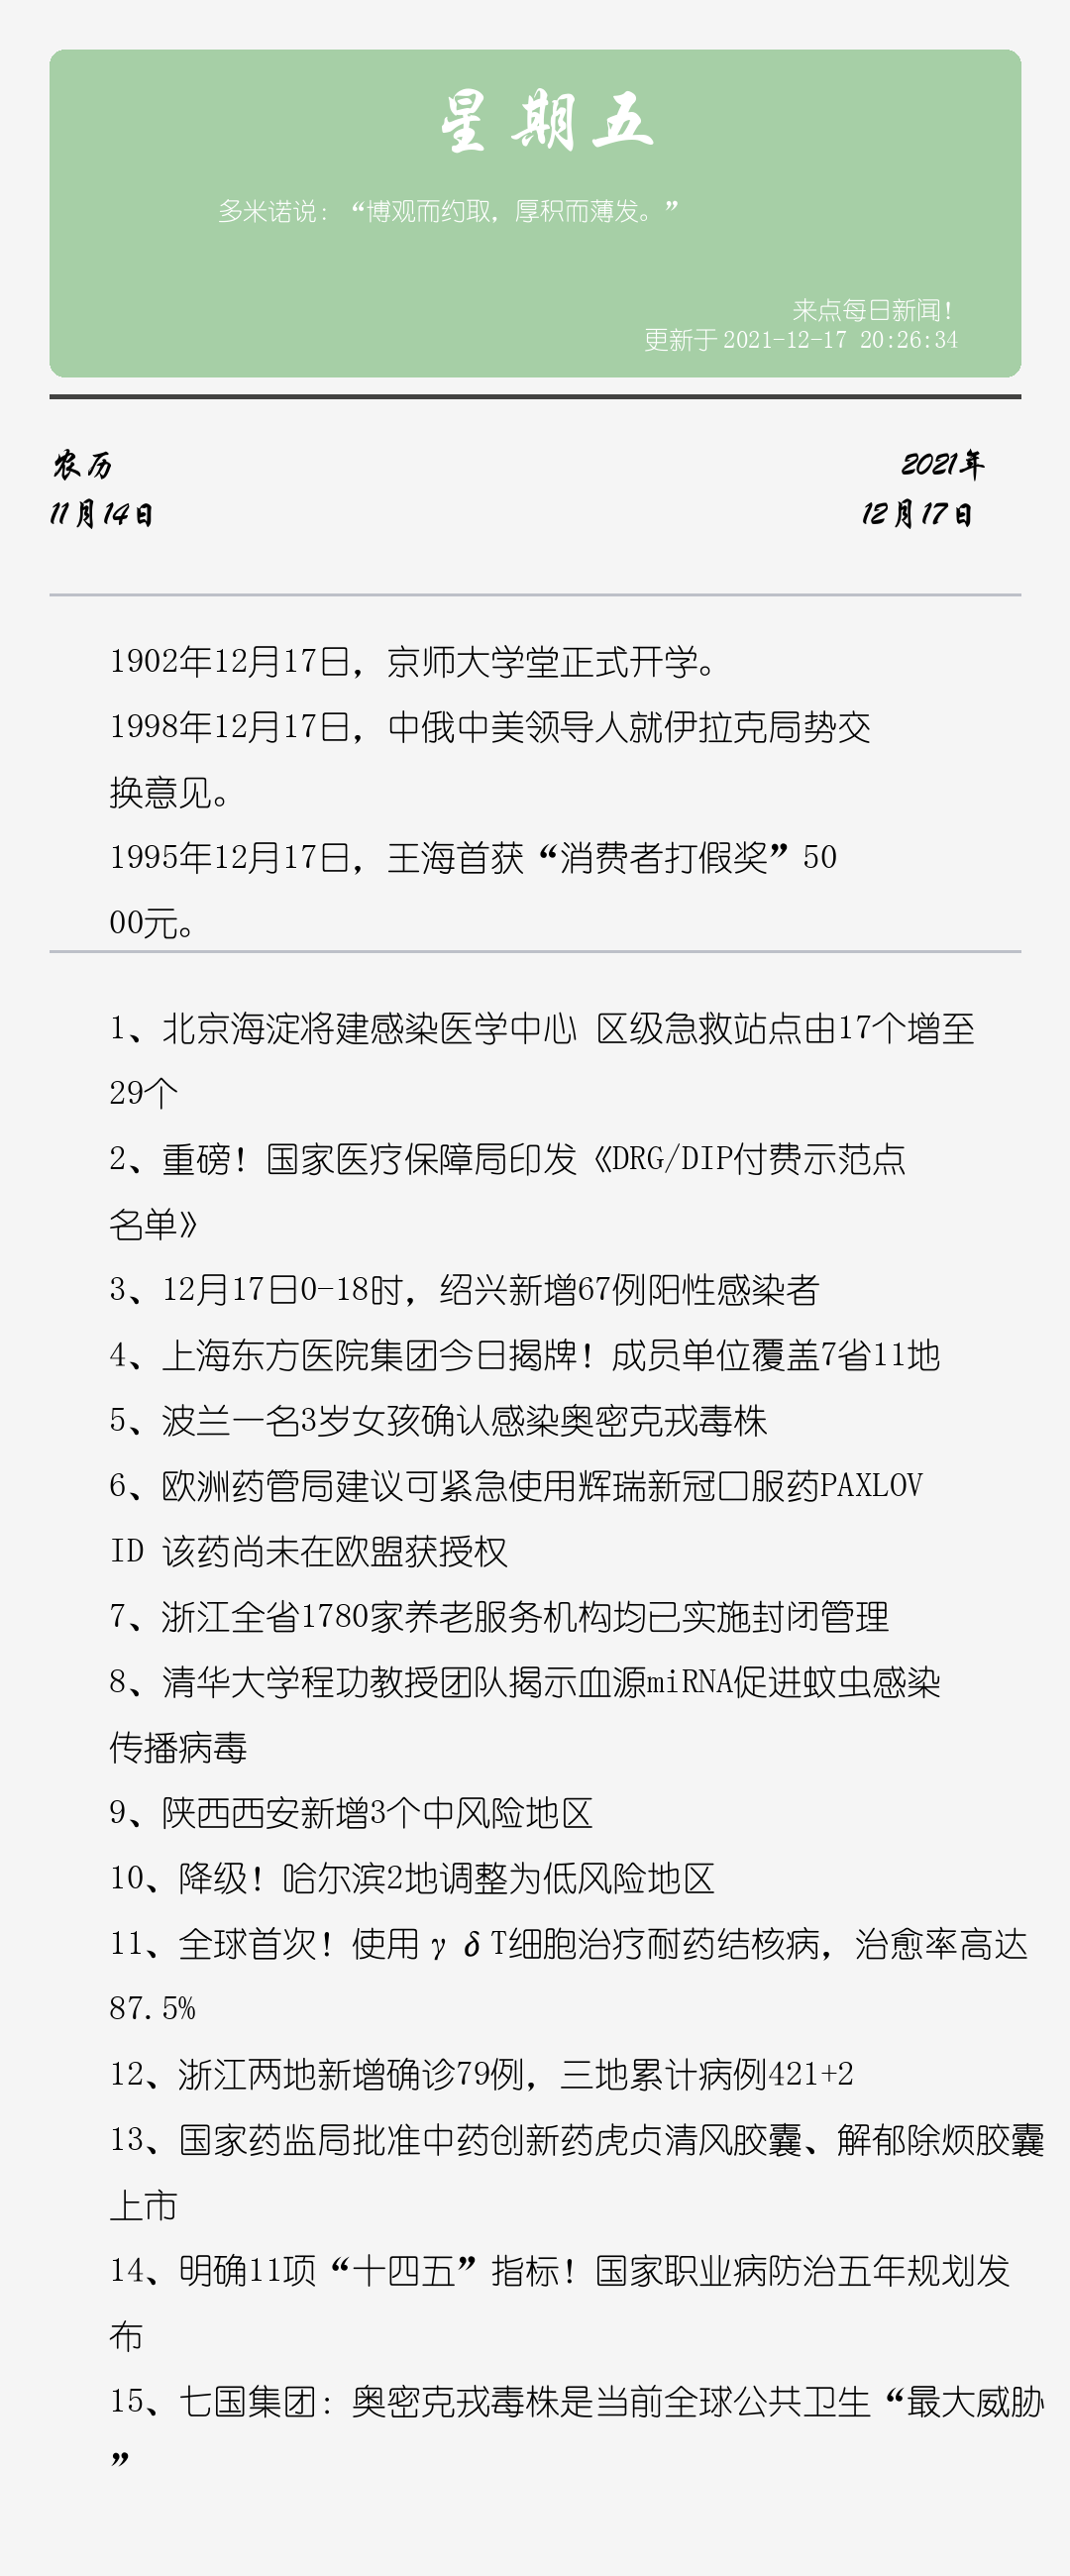 星期五
多米诺说：“博观而约取，厚积而薄发。”
来点每日新闻！
更新于2021-12-17 20:26:34
农历
11月14日
2021年
12月17日
1902年12月17日，京师大学堂正式开学。
1998年12月17日，中俄中美领导人就伊拉克局势交
换意见。
1995年12月17日，王海首获“消费者打假奖”50
00元。
1、北京海淀将建感染医学中心 区级急救站点由17个增至
29个
2、重磅！国家医疗保障局印发《DRG/DIP付费示范点
名单》
3、12月17日0-18时，绍兴新增67例阳性感染者
4、上海东方医院集团今日揭牌！成员单位覆盖7省11地
5、波兰一名3岁女孩确认感染奥密克戎毒株
6、欧洲药管局建议可紧急使用辉瑞新冠口服药PAXLOV
ID 该药尚未在欧盟获授权
7、浙江全省1780家养老服务机构均已实施封闭管理
8、清华大学程功教授团队揭示血源miRNA促进蚊虫感染
传播病毒
9、陕西西安新增3个中风险地区
10、降级！哈尔滨2地调整为低风险地区
11、全球首次！使用γδT细胞治疗耐药结核病，治愈率高达
87.5%
12、浙江两地新增确诊79例，三地累计病例421+2
13、国家药监局批准中药创新药虎贞清风胶囊、解郁除烦胶囊
上市
14、明确11项“十四五”指标！国家职业病防治五年规划发
布
15、七国集团：奥密克戎毒株是当前全球公共卫生“最大威胁
”